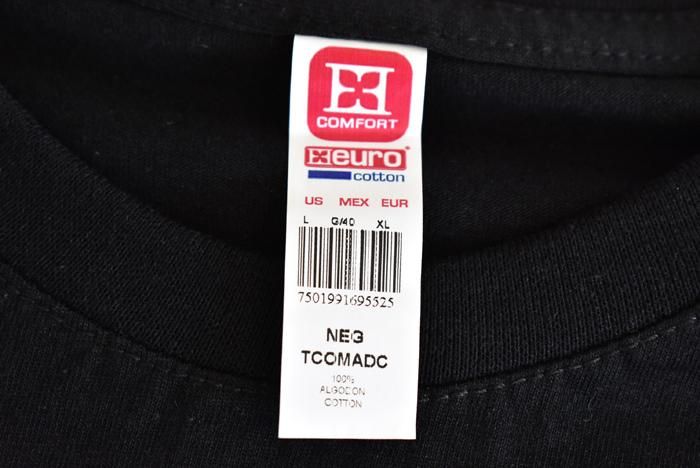 H
COMFORT
euro
cotton
US MEX EUR
L G/40 XL
7501991695525
NEG
TCOMADC
100%
ALGODON
COTTON